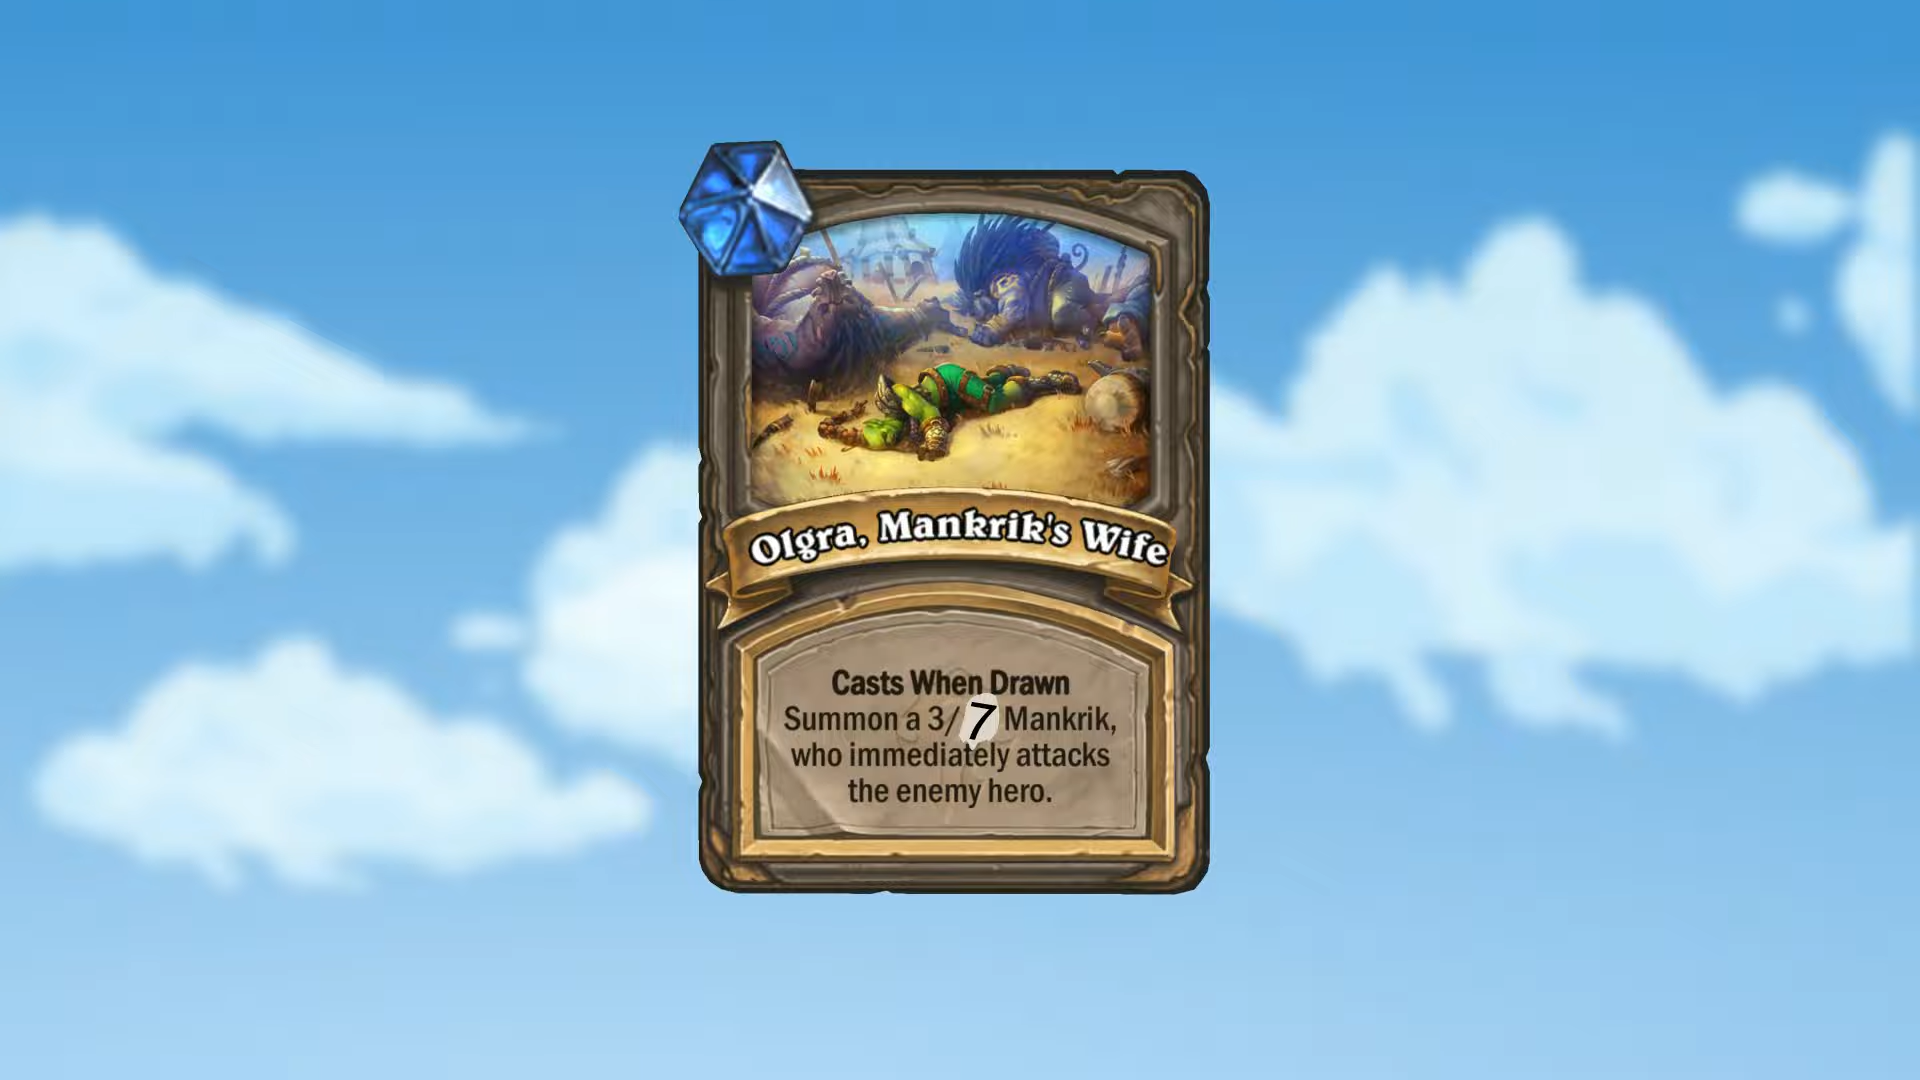 Olgra, Mankrik's Wife
Casts When Drawn
Summon a 3/7 Mankrik,
who immediately attacks
the enemy hero.